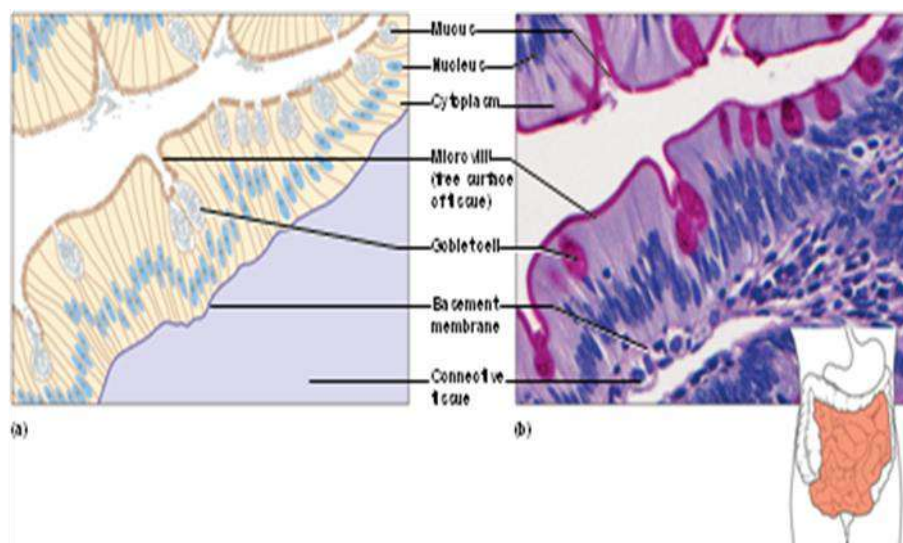 Mucus
Nucleus
Cytoplasm
Microvilli
(free surface
of tissue)
Goblet cell
Basement
membrane
Connective
tissue
(a)
(b)